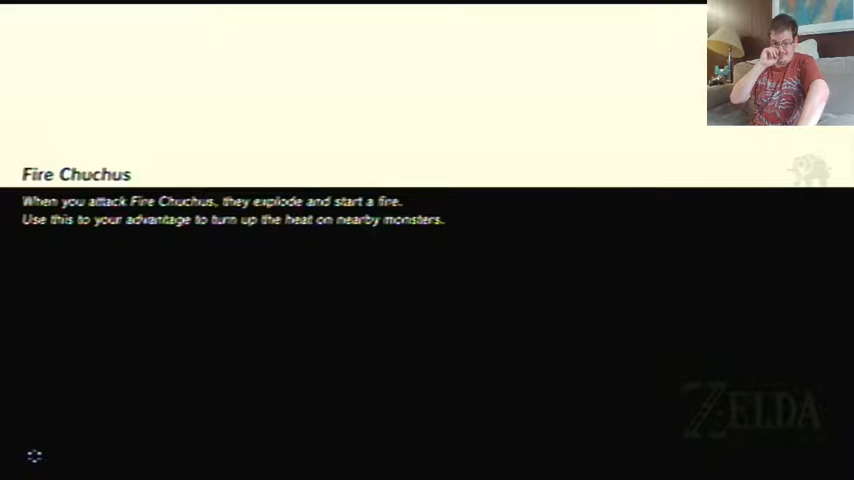 Fire Chuchus
When you attack Fire Chuchus, they explode and start a fire.
Use this to your advantage to turn up the heat on nearby monsters.
ZELDA